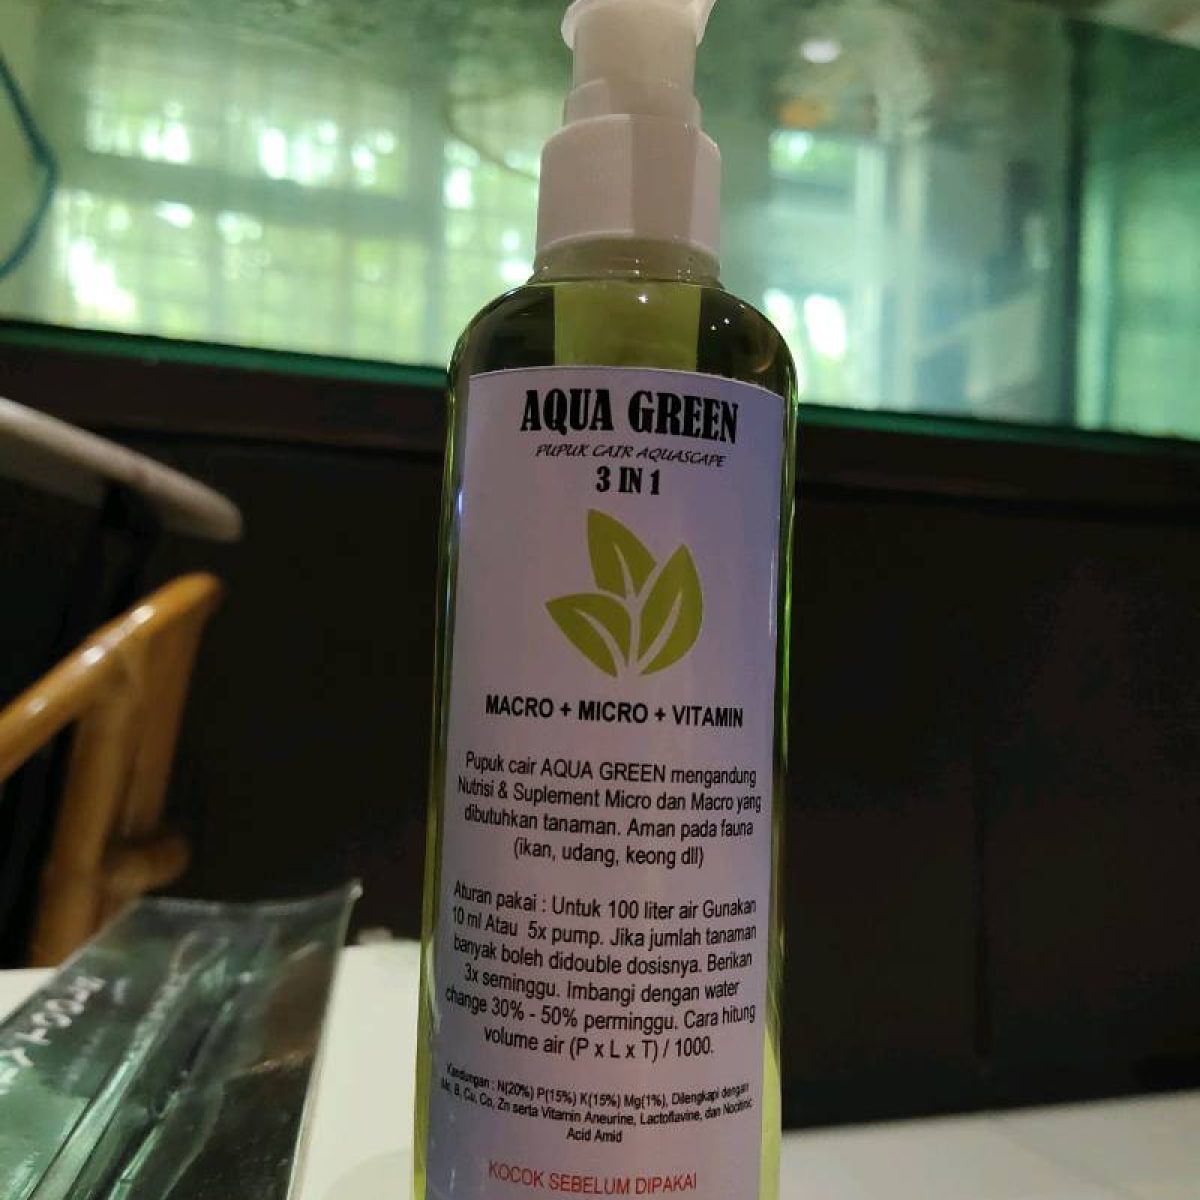 AQUA GREEN
PUPUK CAIR AQUASCAPE
3 IN 1
MACRO + MICRO + VITAMIN
Pupuk cair AQUA GREEN mengandung
Nutrisi & Suplement Micro dan Macro yang
dibutuhkan tanaman. Aman pada fauna
(ikan, udang, keong dll)
Aturan pakai : Untuk 100 liter air Gunakan
10 ml Atau 5x pump. Jika jumlah tanaman
banyak boleh didouble dosisnya. Berikan
3x seminggu. Imbangi dengan water
change 30% - 50% perminggu. Cara hitung
volume air (P x L x T) / 1000.
Kandungan : N(20%) P(15%) K(15%) Mg(1%), Dilengkapi dengan
B, Cu, Co, Zn serta Vitamin Aneurine, Lactoflavine, dan Nicotinic
Acid Amid
KOCOK SEBELUM DIPAKAI